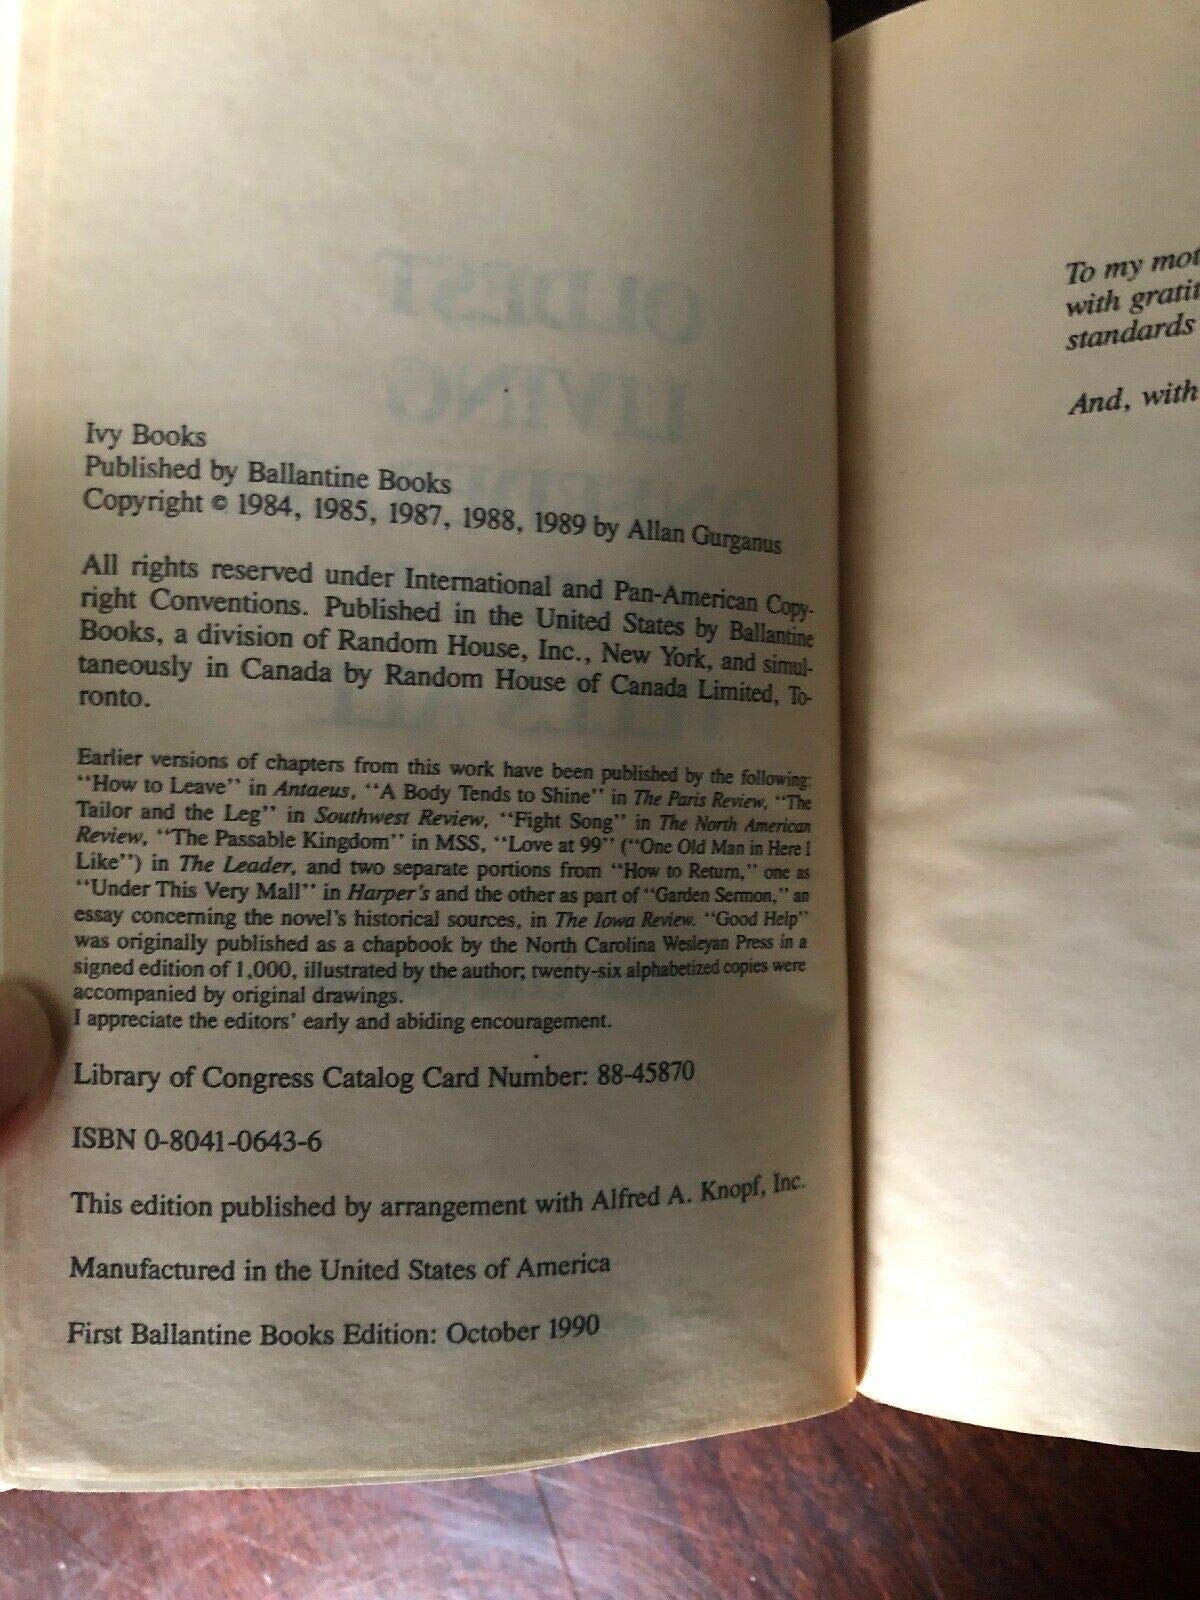 Ivy Books
Published by Ballantine Books
Copyright © 1984, 1985, 1987, 1988, 1989 by Allan Gurganus
All rights reserved under International and Pan-American Copy-
right Conventions. Published in the United States by Ballantine
Books, a division of Random House, Inc., New York, and simul-
taneously in Canada by Random House of Canada Limited, To-
ronto.
Earlier versions of chapters from this work have been published by the following:
"How to Leave" in Antaeus, "A Body Tends to Shine" in The Paris Review, "The
Tailor and the Leg" in Southwest Review, "Fight Song" in The North American
Review, "The Passable Kingdom" in MSS, "Love at 99" ("One Old Man in Here I
Like") in The Leader, and two separate portions from "How to Return," one as
"Under This Very Mall" in Harper's and the other as part of "Garden Sermon," an
essay concerning the novel's historical sources, in The Iowa Review. "Good Help"
was originally published as a chapbook by the North Carolina Wesleyan Press in a
signed edition of 1,000, illustrated by the author; twenty-six alphabetized copies were
accompanied by original drawings.
I appreciate the editors' early and abiding encouragement.
Library of Congress Catalog Card Number: 88-45870
ISBN 0-8041-0643-6
This edition published by arrangement with Alfred A. Knopf, Inc.
Manufactured in the United States of America
First Ballantine Books Edition: October 1990
To my mot
with gratit
standards
And, with
OLDEST
LIVING
TELLS ALL